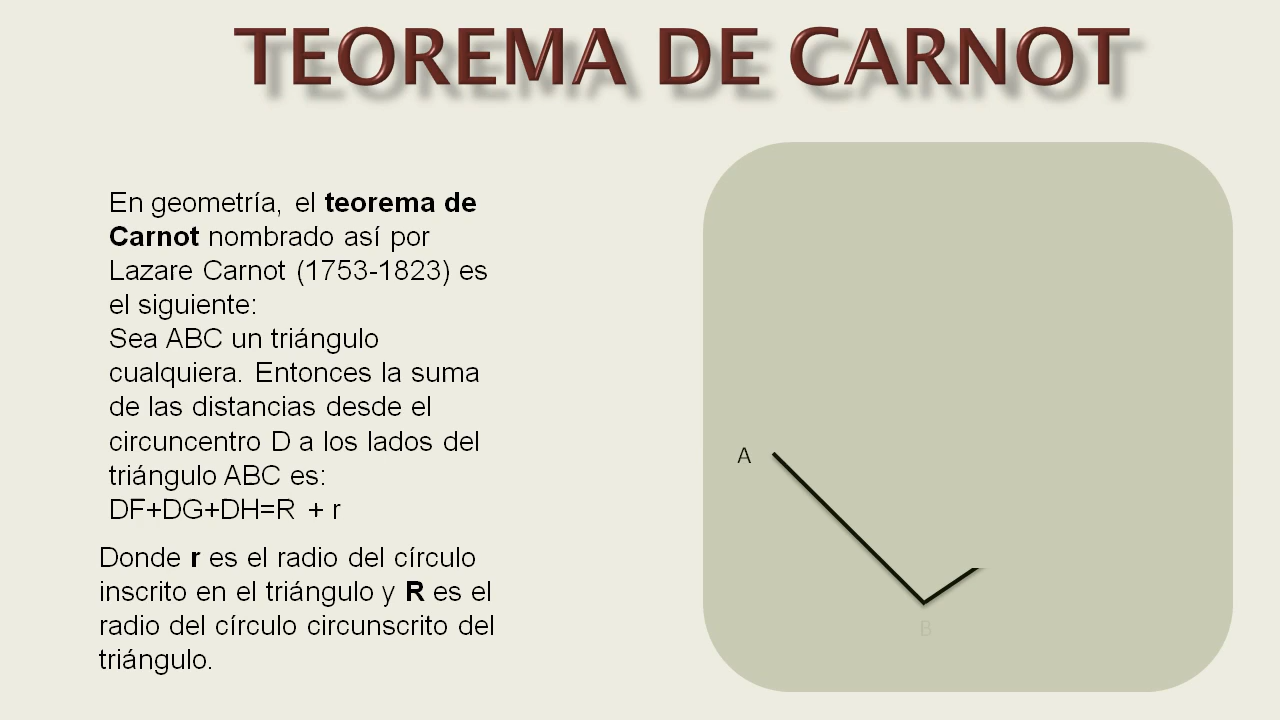 TEOREMA DE CARNOT
En geometría, el teorema de
Carnot nombrado así por
Lazare Carnot (1753-1823) es
el siguiente:
Sea ABC un triángulo
cualquiera. Entonces la suma
de las distancias desde el
circuncentro D a los lados del
triángulo ABC es:
DF+DG+DH=R + r
Donde r es el radio del círculo
inscrito en el triángulo y R es el
radio del círculo circunscrito del
triángulo.
A
B